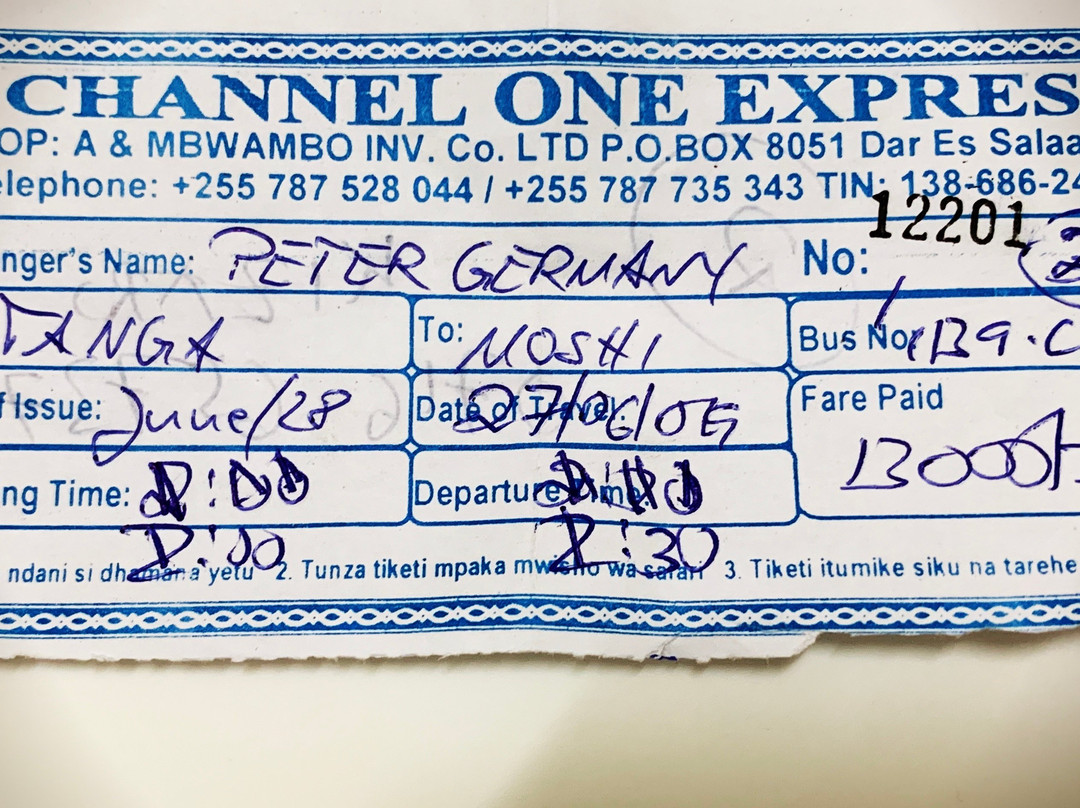 CHANNEL ONE EXPRES
OP: A & MBWAMBO INV. Co. LTD P.O.BOX 8051 Dar Es Salaa
elephone: +255 787 528 044 / +255 787 735 343 TIN: 138-686-24
nger's Name: PETER GERMANY No: 12201
TANGA To: MOSHI Bus No
f Issue: June/28 Date of Travel: Fare Paid
ng Time: Departure Time:
:00 :30
ndani si dhamana yetu 2. Tunza tiketi mpaka mwisho wa safari 3. Tiketi itumike siku na tarehe